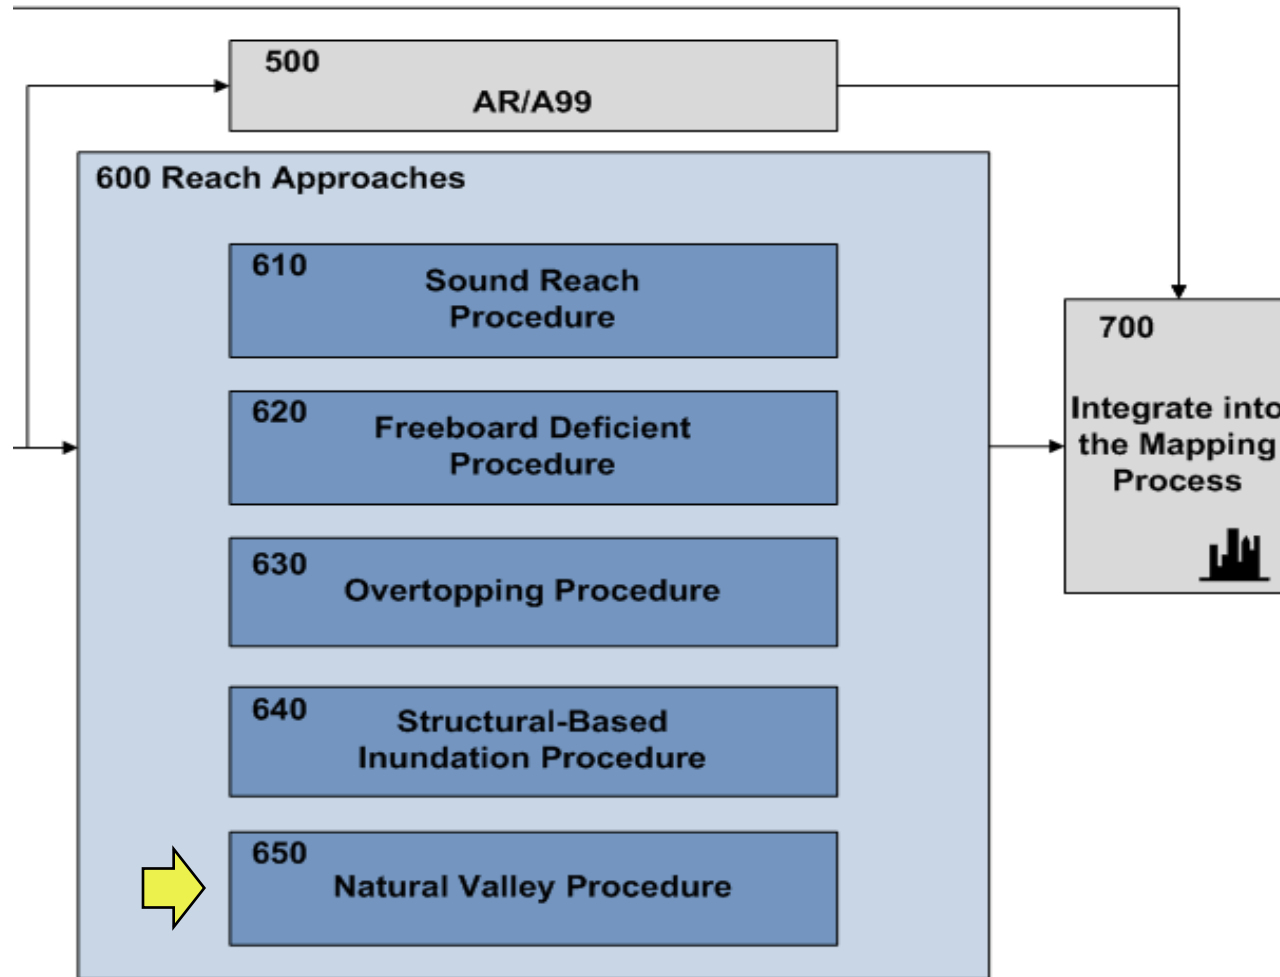 500
AR/A99
600 Reach Approaches
610
Sound Reach
Procedure
620
Freeboard Deficient
Procedure
630
Overtopping Procedure
640
Structural-Based
Inundation Procedure
650
Natural Valley Procedure
700
Integrate into
the Mapping
Process